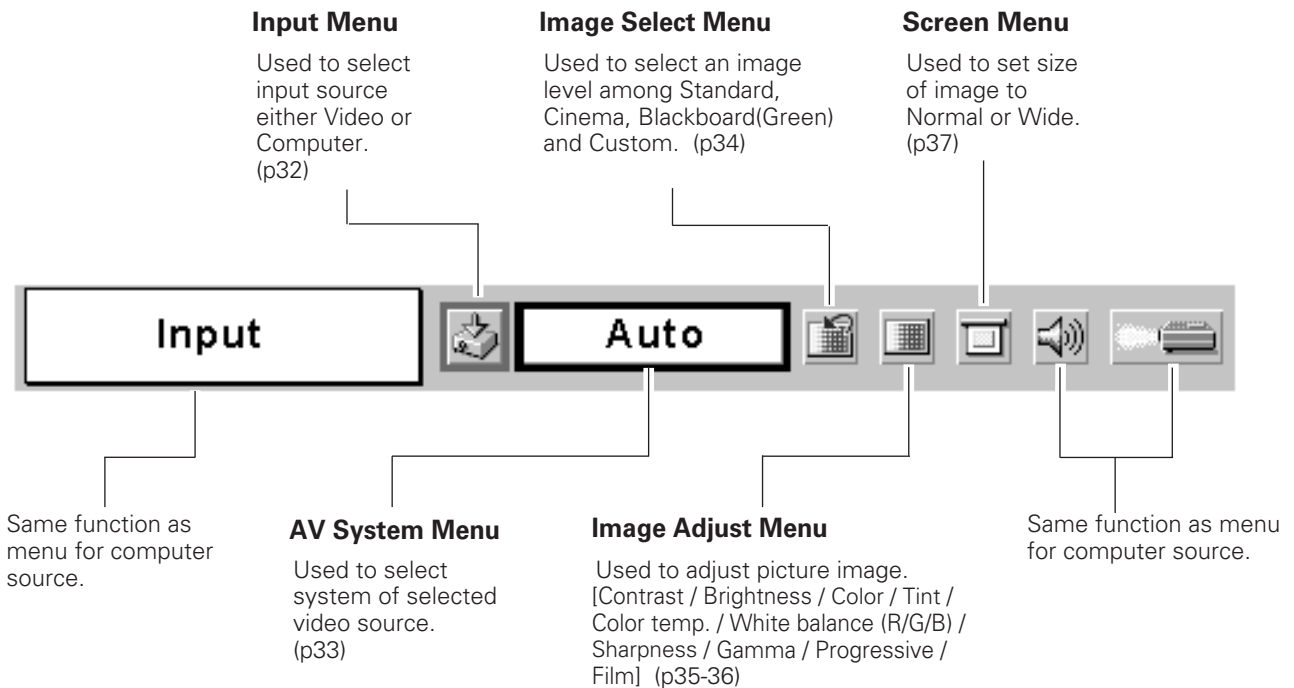 Input Menu
Used to select
input source
either Video or
Computer.
(p32)
Image Select Menu
Used to select an image
level among Standard,
Cinema, Blackboard(Green)
and Custom. (p34)
Screen Menu
Used to set size
of image to
Normal or Wide.
(p37)
Input
Auto
Same function as
menu for computer
source.
AV System Menu
Used to select
system of selected
video source.
(p33)
Image Adjust Menu
Used to adjust picture image.
[Contrast / Brightness / Color / Tint /
Color temp. / White balance (R/G/B) /
Sharpness / Gamma / Progressive /
Film] (p35-36)
Same function as menu
for computer source.